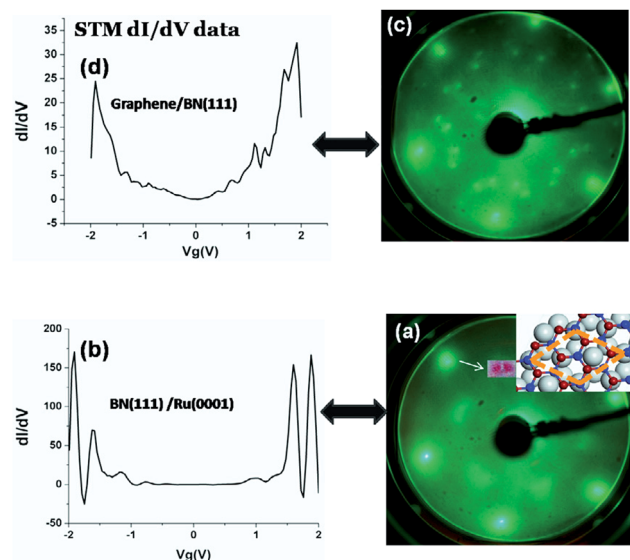 STM dI/dV data
(d)
Graphene/BN(111)
dI/dV
35
30
25
20
15
10
5
0
-5
-2
-1
0
1
2
Vg(V)
(c)
(b)
BN(111) /Ru(0001)
dI/dV
200
150
100
50
0
-50
-2
-1
0
1
2
Vg(V)
(a)